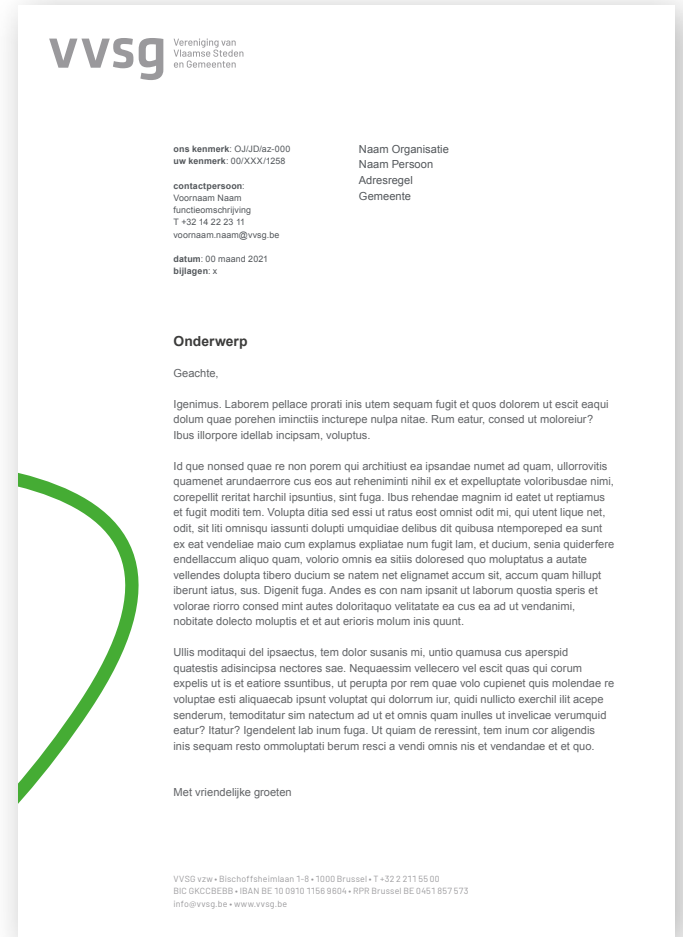 vvsg
Vereniging van
Vlaamse Steden
en Gemeenten
ons kenmerk: OJ/JD/az-000
uw kenmerk: 00/XXX/1258
contactpersoon:
Voornaam Naam
functieomschrijving
T +32 14 22 23 11
voornaam.naam@vvsg.be
datum: 00 maand 2021
bijlagen: x
Naam Organisatie
Naam Persoon
Adresregel
Gemeente
Onderwerp
Geachte,
Igenimus. Laborem pellace prorati inis utem sequam fugit et quos dolorem ut escit eaqui
dolum quae porehen iminctiis incturepe nulpa nitae. Rum eatur, consed ut moloreiur?
Ibus illorpore idellab incipsam, voluptus.
Id que nonsed quae re non porem qui architiust ea ipsandae numet ad quam, ullorrovitis
quamenet arundaerrore cus eos aut reheniminti nihil ex et expelluptate voloribusdae nimi,
corepellit reritat harchil ipsuntius, sint fuga. Ibus rehendae magnim id eatet ut reptiamus
et fugit moditi tem. Volupta ditia sed essi ut ratus eost omnist odit mi, qui utent lique net,
odit, sit liti omnisqu iassunti dolupti umquidiae delibus dit quibusa ntemporeped ea sunt
ex eat vendeliae maio cum explamus expliatae num fugit lam, et ducium, senia quiderfere
endellaccum aliquo quam, volorio omnis ea sitiis doloresed quo moluptatus a autate
vellendes dolupta tibero ducium se natem net elignamet accum sit, accum quam hillupt
iberunt iatus, sus. Digenit fuga. Andes es con nam ipsanit ut laborum quostia speris et
volorae riorro consed mint autes doloritaquo velitatate ea cus ea ad ut vendanimi,
nobitate dolecto moluptis et et aut erioris molum inis quunt.
Ullis moditaqui del ipsaectus, tem dolor susanis mi, untio quamusa cus aperspid
quatestis adisincipsa nectores sae. Nequaessim vellecero vel escit quas qui corum
expelis ut is et eatiore ssuntibus, ut perupta por rem quae volo cupienet quis molendae re
voluptae esti aliquaecab ipsunt voluptat qui dolorrum iur, quidi nullicto exerchil ilit acepe
senderum, temoditatur sim natectum ad ut et omnis quam inulles ut invelicae verumquid
eatur? Itatur? Igendelent lab inum fuga. Ut quiam de reressint, tem inum cor aligendis
inis sequam resto ommoluptati berum resci a vendi omnis nis et vendandae et et quo.
Met vriendelijke groeten
VVSG vzw • Bischoffsheimlaan 1-8 • 1000 Brussel • T +32 2 211 55 00
BIC GKCCBEBB • IBAN BE 10 0910 1156 9604 • RPR Brussel BE 0451 857 573
info@vvsg.be • www.vvsg.be